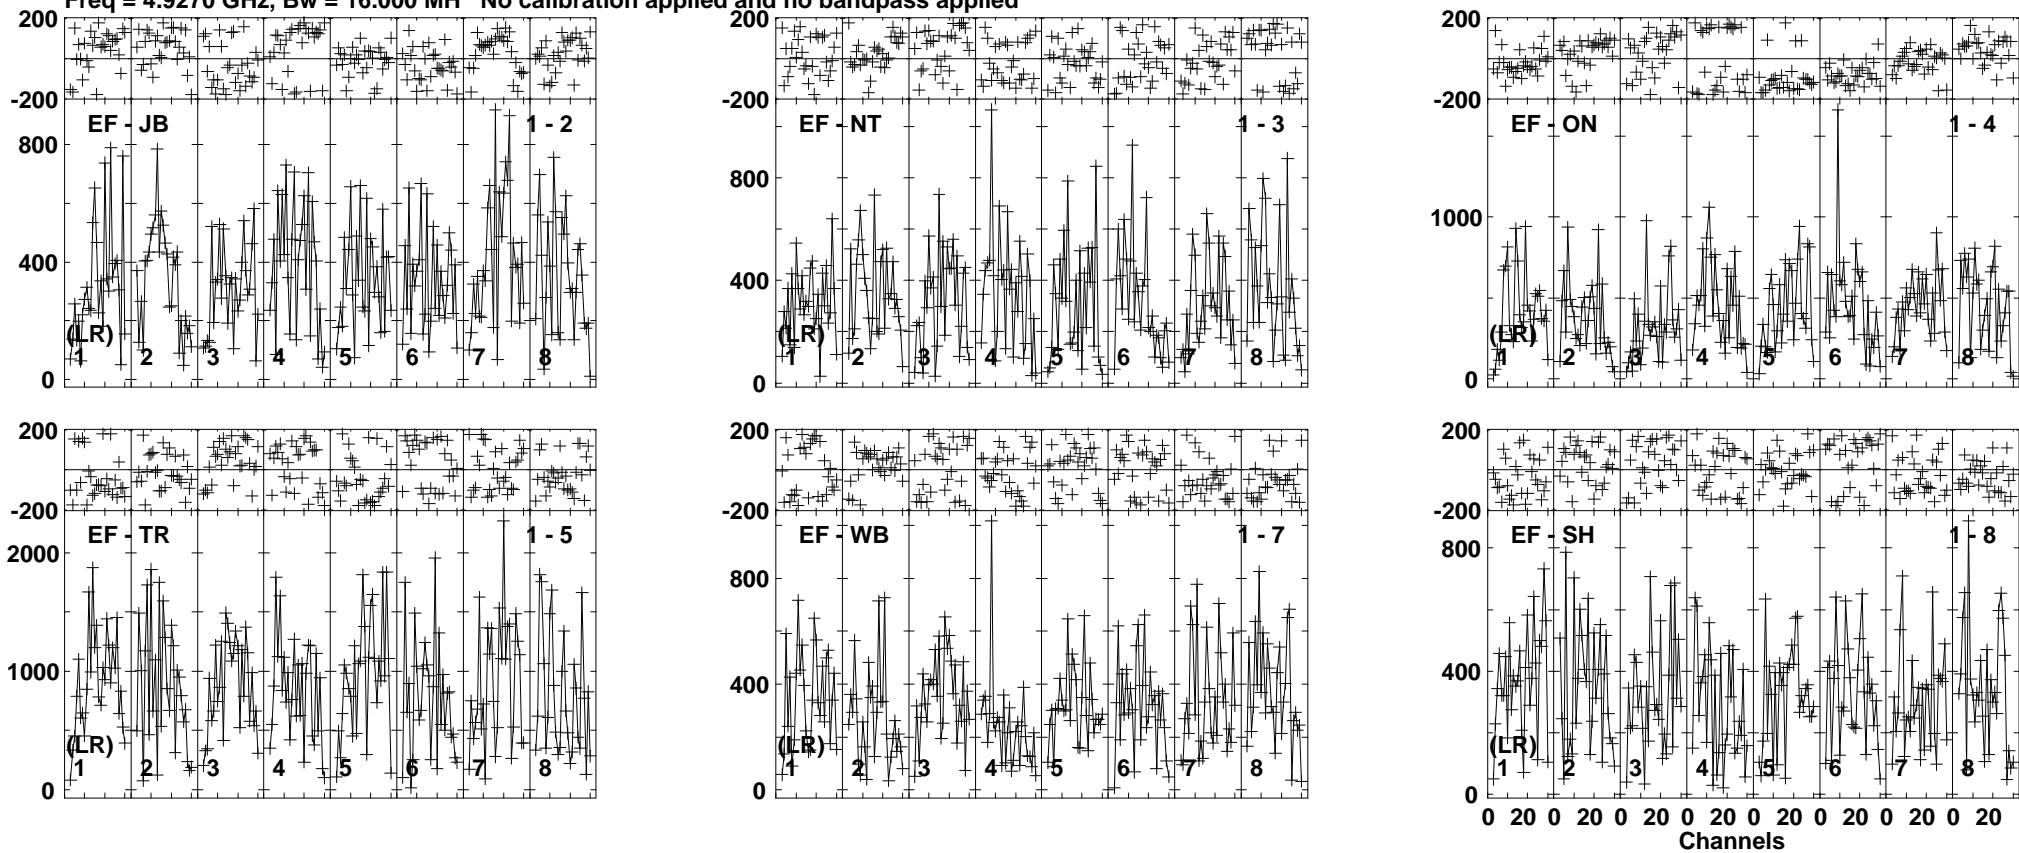 Freq = 4.9270 GHz, Bw = 16.000 MH No calibration applied and no bandpass applied
200 200 200
-200 -200 -200
EF - JB 1 - 2 EF - NT 1 - 3 EF - ON 1 - 4
800 800 1000
400 400
(LR) (LR) (LR)
1 2 3 4 5 6 7 8 1 2 3 4 5 6 7 8 1 2 3 4 5 6 7 8
0 0 0
200 200 200
-200 -200 -200
EF - TR 1 - 5 EF - WB 1 - 7 EF - SH 1 - 8
2000 800 800
1000 400 400
(LR) (LR) (LR)
1 2 3 4 5 6 7 8 1 2 3 4 5 6 7 8 1 2 3 4 5 6 7 8
0 0 0
0 20 0 20 0 20 0 20 0 20 0 20 0 20 0 20
Channels